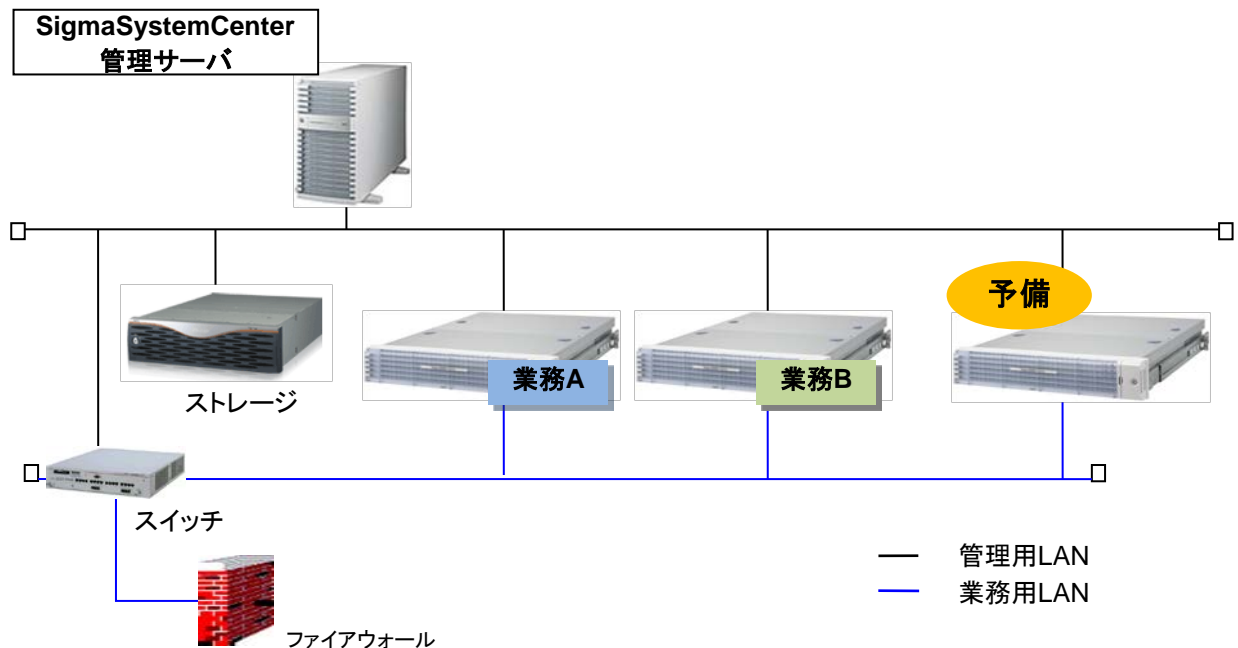 SigmaSystemCenter
管理サーバ
予備
業務A
業務B
ストレージ
スイッチ
管理用LAN
業務用LAN
ファイアウォール